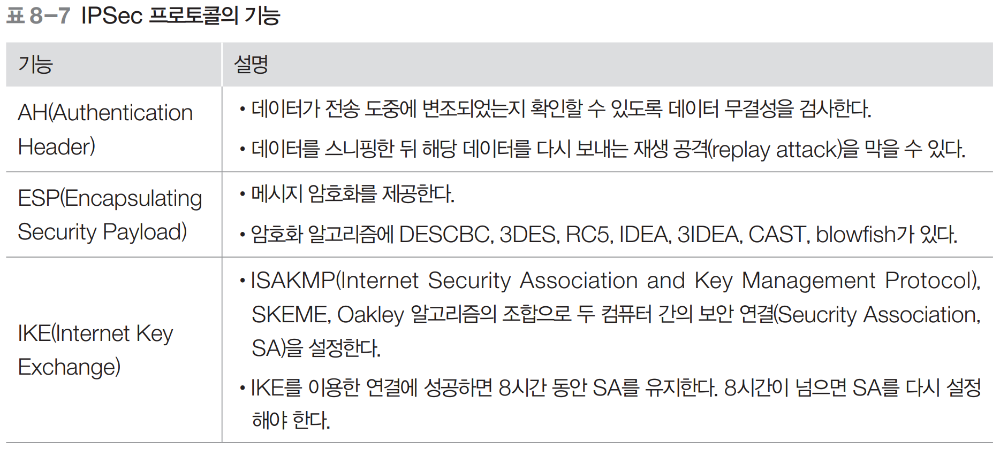 표 8-7 IPSec 프로토콜의 기능
기능
설명
AH(Authentication
Header)
• 데이터가 전송 도중에 변조되었는지 확인할 수 있도록 데이터 무결성을 검사한다.
• 데이터를 스니핑한 뒤 해당 데이터를 다시 보내는 재생 공격(replay attack)을 막을 수 있다.
ESP(Encapsulating
Security Payload)
• 메시지 암호화를 제공한다.
• 암호화 알고리즘에 DESCBC, 3DES, RC5, IDEA, 3IDEA, CAST, blowfish가 있다.
IKE(Internet Key
Exchange)
• ISAKMP(Internet Security Association and Key Management Protocol),
SKEME, Oakley 알고리즘의 조합으로 두 컴퓨터 간의 보안 연결(Seucrity Association,
SA)을 설정한다.
• IKE를 이용한 연결에 성공하면 8시간 동안 SA를 유지한다. 8시간이 넘으면 SA를 다시 설정
해야 한다.